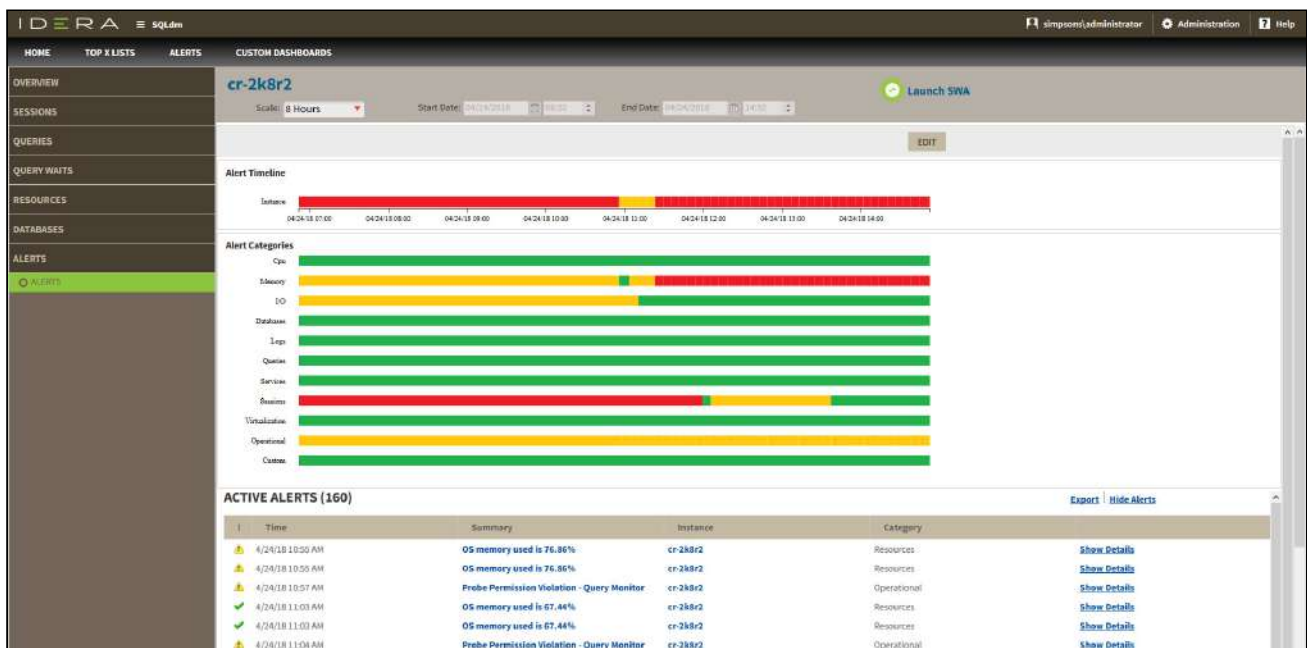 IDERA ≡ SQLdm simpsons\administrator Administration ? Help
HOME TOP X LISTS ALERTS CUSTOM DASHBOARDS
OVERVIEW
SESSIONS
QUERIES
QUERY WAITS
RESOURCES
DATABASES
ALERTS
ALERTS
cr-2k8r2
Launch SWA
Scale: 8 Hours Start Date: 04/24/2018 End Date: 04/24/2018 14:32
EDIT
Alert Timeline
Instance
04/24/18 07:00 04/24/18 08:00 04/24/18 09:00 04/24/18 10:00 04/24/18 11:00 04/24/18 12:00 04/24/18 13:00 04/24/18 14:00
Alert Categories
Cpu
Memory
I/O
Databases
Logs
Queries
Services
Sessions
Virtualization
Operational
Custom
ACTIVE ALERTS (160) Export Hide Alerts
! Time Summary Instance Category
4/24/18 10:55 AM OS memory used is 76.86% cr-2k8r2 Resources Show Details
4/24/18 10:55 AM OS memory used is 76.86% cr-2k8r2 Resources Show Details
4/24/18 10:57 AM Probe Permission Violation - Query Monitor cr-2k8r2 Operational Show Details
4/24/18 11:03 AM OS memory used is 67.44% cr-2k8r2 Resources Show Details
4/24/18 11:03 AM OS memory used is 67.44% cr-2k8r2 Resources Show Details
4/24/18 11:04 AM Probe Permission Violation - Query Monitor cr-2k8r2 Operational Show Details